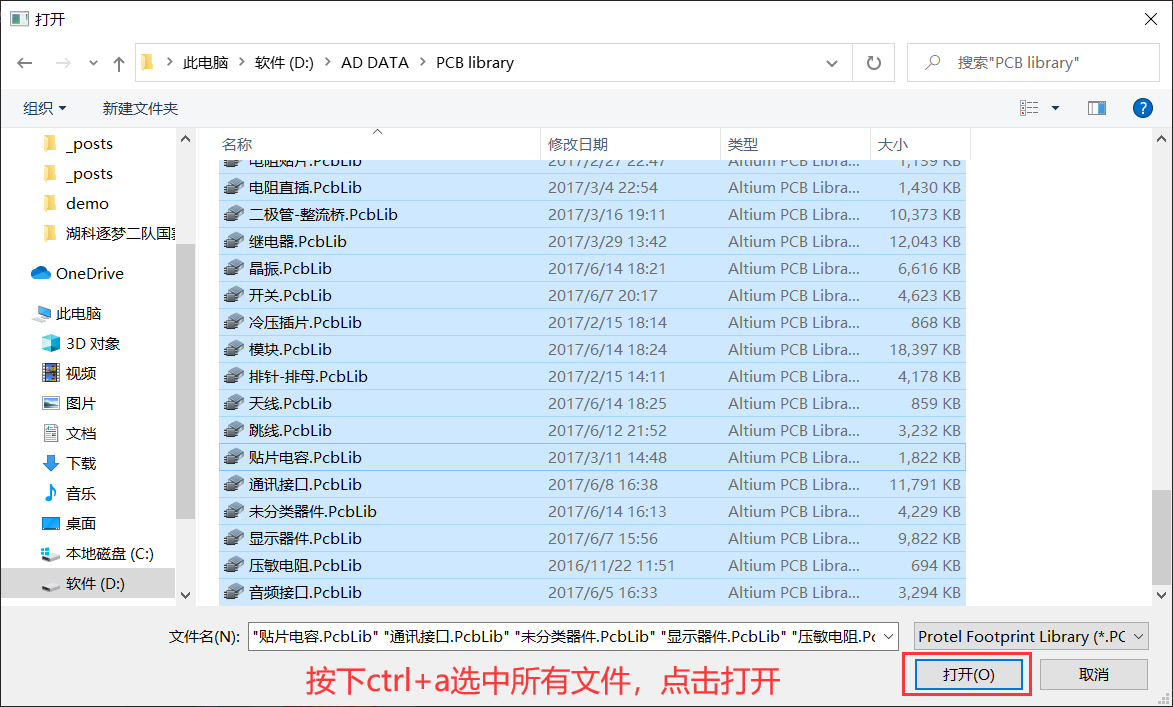 打开
此电脑 › 软件 (D:) › AD DATA › PCB library
搜索"PCB library"
组织 新建文件夹
_posts
_posts
demo
湖科逐梦二队国
OneDrive
此电脑
3D 对象
视频
图片
文档
下载
音乐
桌面
本地磁盘 (C:)
软件 (D:)
名称 修改日期 类型 大小
电阻贴片.PcbLib 2017/2/27 22:47 Altium PCB Libra... 1,159 KB
电阻直插.PcbLib 2017/3/4 22:54 Altium PCB Libra... 1,430 KB
二极管-整流桥.PcbLib 2017/3/16 19:11 Altium PCB Libra... 10,373 KB
继电器.PcbLib 2017/3/29 13:42 Altium PCB Libra... 12,043 KB
晶振.PcbLib 2017/6/14 18:21 Altium PCB Libra... 6,616 KB
开关.PcbLib 2017/6/7 20:17 Altium PCB Libra... 4,623 KB
冷压插片.PcbLib 2017/2/15 18:14 Altium PCB Libra... 868 KB
模块.PcbLib 2017/6/14 18:24 Altium PCB Libra... 18,397 KB
排针-排母.PcbLib 2017/2/15 14:11 Altium PCB Libra... 4,178 KB
天线.PcbLib 2017/6/14 18:25 Altium PCB Libra... 859 KB
跳线.PcbLib 2017/6/12 21:52 Altium PCB Libra... 3,232 KB
贴片电容.PcbLib 2017/3/11 14:48 Altium PCB Libra... 1,822 KB
通讯接口.PcbLib 2017/6/8 16:38 Altium PCB Libra... 11,791 KB
未分类器件.PcbLib 2017/6/14 16:13 Altium PCB Libra... 4,229 KB
显示器件.PcbLib 2017/6/7 15:56 Altium PCB Libra... 9,822 KB
压敏电阻.PcbLib 2016/11/22 11:51 Altium PCB Libra... 694 KB
音频接口.PcbLib 2017/6/5 16:33 Altium PCB Libra... 3,294 KB
文件名(N): "贴片电容.PcbLib" "通讯接口.PcbLib" "未分类器件.PcbLib" "显示器件.PcbLib" "压敏电阻.Pc
Protel Footprint Library (*.PC
按下ctrl+a选中所有文件，点击打开
打开(O) 取消